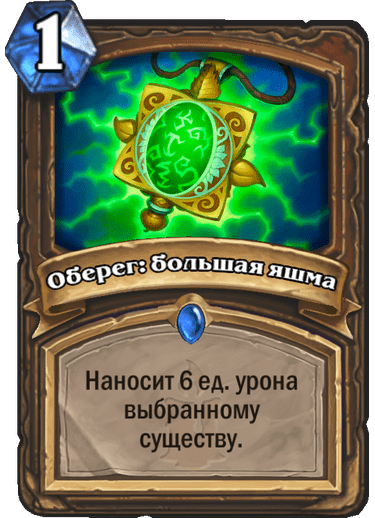 1
Оберег: большая яшма
Наносит 6 ед. урона
выбранному
существу.